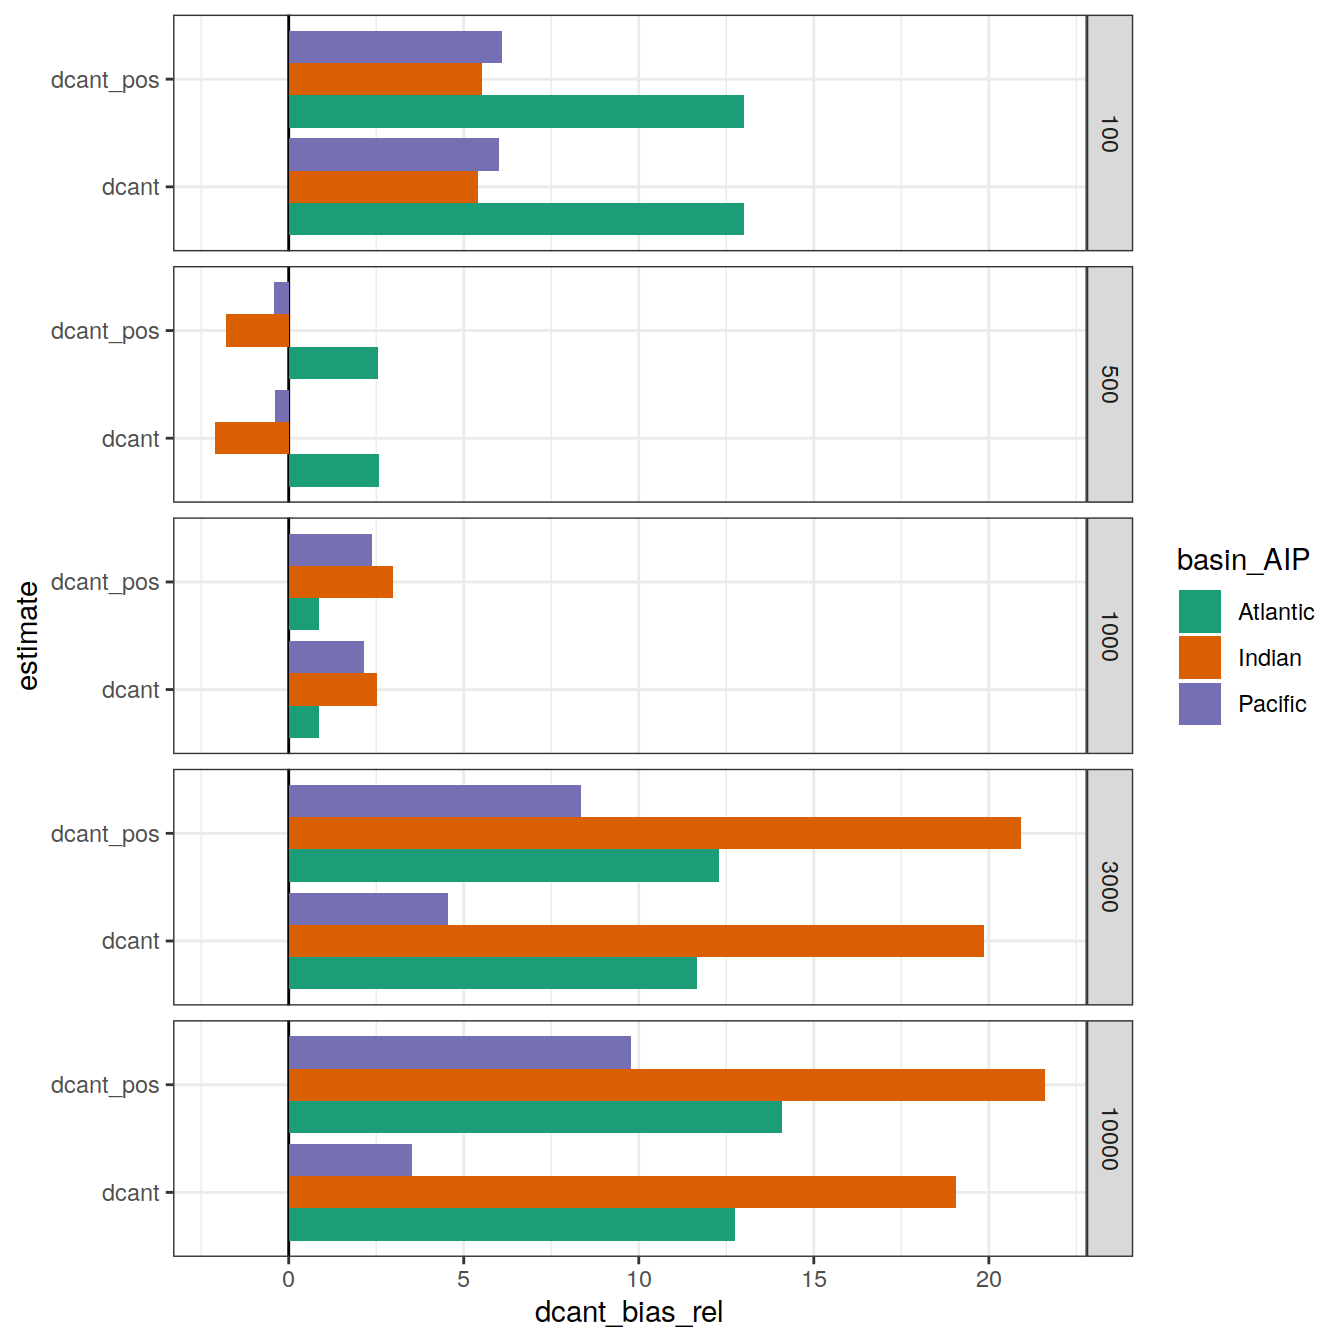 dcant_pos
dcant
100
dcant_pos
dcant
500
dcant_pos
dcant
1000
dcant_pos
dcant
3000
dcant_pos
dcant
10000
estimate
0 5 10 15 20
dcant_bias_rel
basin_AIP
Atlantic
Indian
Pacific